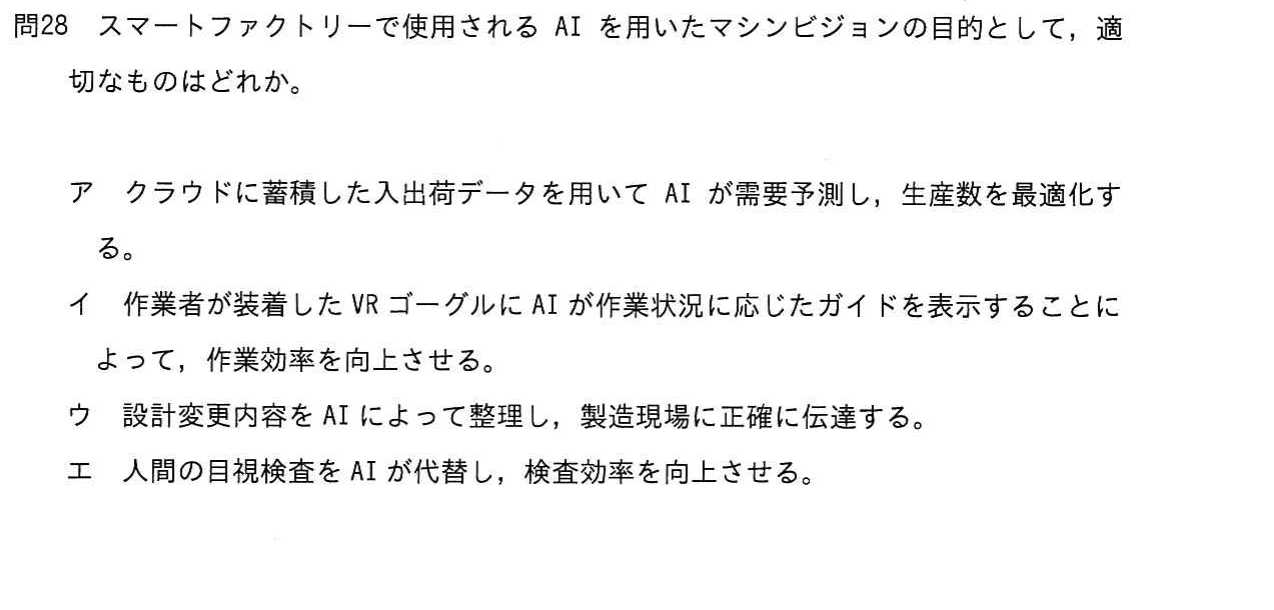 問28 スマートファクトリーで使用される AI を用いたマシンビジョンの目的として，適
切なものはどれか。
ア クラウドに蓄積した入出荷データを用いて AI が需要予測し，生産数を最適化す
る。
イ 作業者が装着した VR ゴーグルに AI が作業状況に応じたガイドを表示することに
よって，作業効率を向上させる。
ウ 設計変更内容を AI によって整理し，製造現場に正確に伝達する。
エ 人間の目視検査を AI が代替し，検査効率を向上させる。